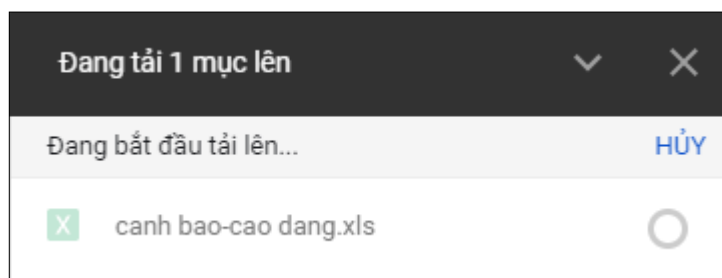 Đang tải 1 mục lên
Đang bắt đầu tải lên...
HỦY
X
canh bao-cao dang.xls